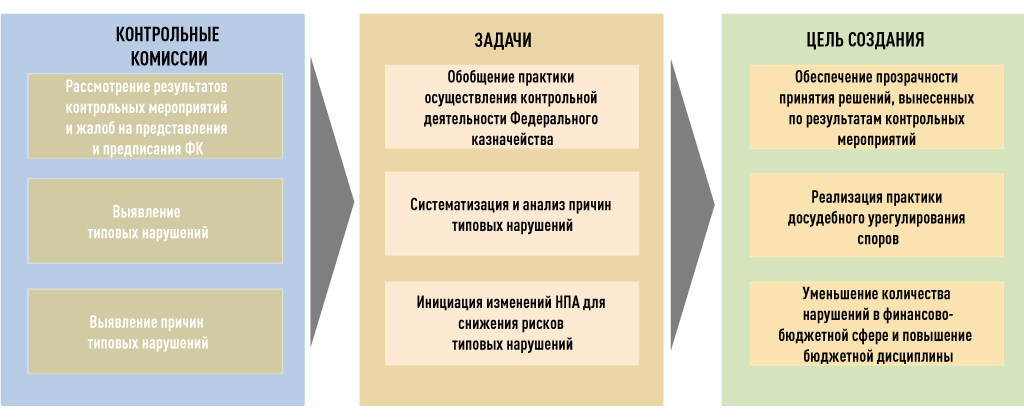 КОНТРОЛЬНЫЕ
КОМИССИИ
Рассмотрение результатов
контрольных мероприятий
и жалоб на представления
и предписания ФК
Выявление
типовых нарушений
Выявление причин
типовых нарушений
ЗАДАЧИ
Обобщение практики
осуществления контрольной
деятельности Федерального
казначейства
Систематизация и анализ причин
типовых нарушений
Инициация изменений НПА для
снижения рисков
типовых нарушений
ЦЕЛЬ СОЗДАНИЯ
Обеспечение прозрачности
принятия решений, вынесенных
по результатам контрольных
мероприятий
Реализация практики
досудебного урегулирования
споров
Уменьшение количества
нарушений в финансово-
бюджетной сфере и повышение
бюджетной дисциплины